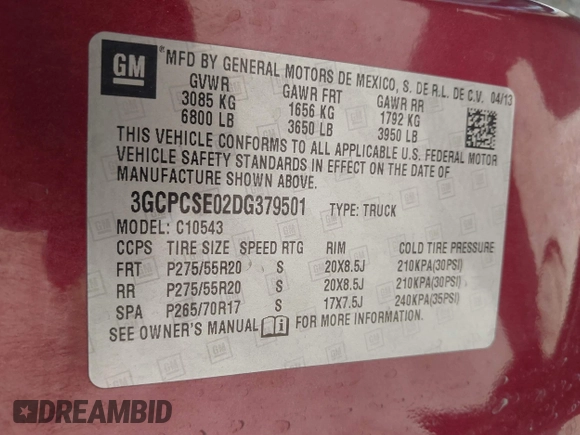 GM
® MFD BY GENERAL MOTORS DE MEXICO, S. DE R.L. DE C.V. 04/13
GVWR GAWR FRT GAWR RR
3085 KG 1656 KG 1792 KG
6800 LB 3650 LB 3950 LB
THIS VEHICLE CONFORMS TO ALL APPLICABLE U.S. FEDERAL MOTOR
VEHICLE SAFETY STANDARDS IN EFFECT ON THE DATE OF
MANUFACTURE SHOWN ABOVE.
3GCPCSE02DG379501 TYPE: TRUCK
MODEL: C10543
CCPS TIRE SIZE SPEED RTG RIM COLD TIRE PRESSURE
FRT P275/55R20 S 20X8.5J 210KPA(30PSI)
RR P275/55R20 S 20X8.5J 210KPA(30PSI)
SPA P265/70R17 S 17X7.5J 240KPA(35PSI)
SEE OWNER'S MANUAL FOR MORE INFORMATION.
DREAMBID